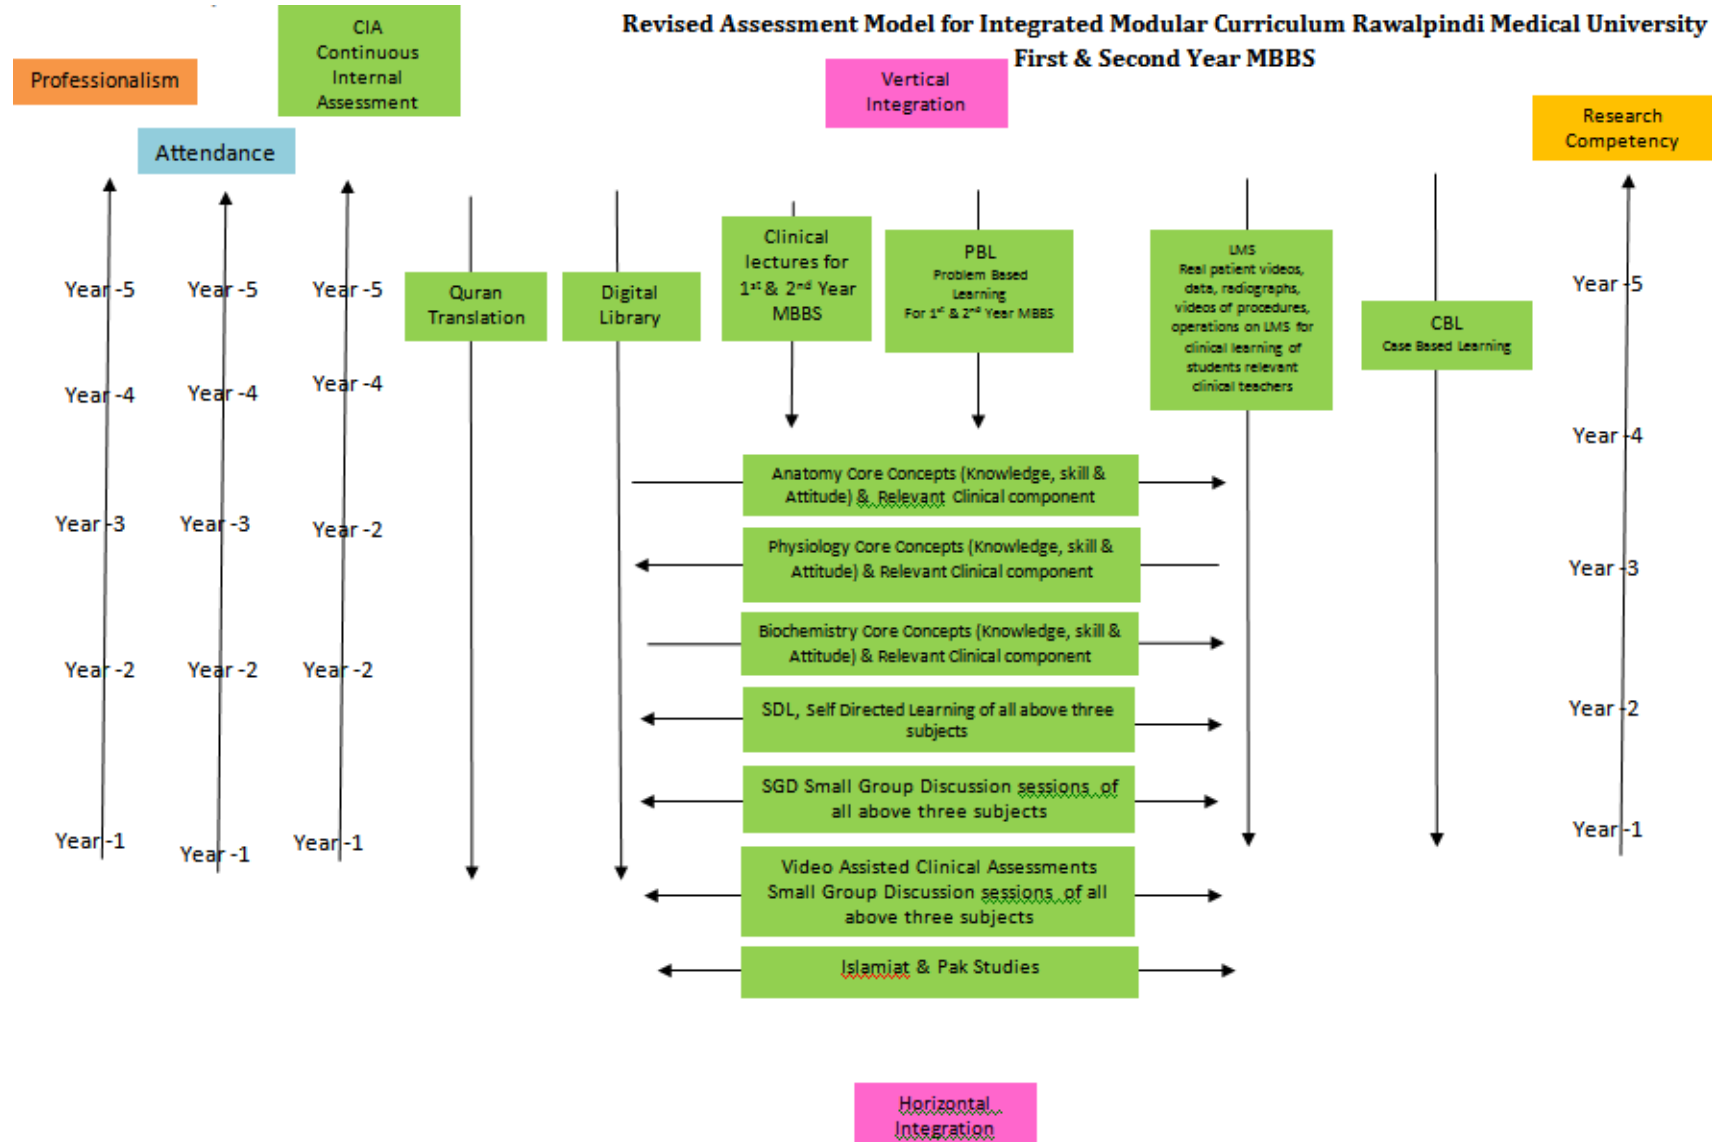 Revised Assessment Model for Integrated Modular Curriculum Rawalpindi Medical University
First & Second Year MBBS
Professionalism
Attendance
CIA
Continuous
Internal
Assessment
Vertical
Integration
Research
Competency
Year -5
Year -4
Year -3
Year -2
Year -1
Year -5
Year -4
Year -3
Year -2
Year -1
Year -5
Year -4
Year -2
Year -2
Year -1
Quran
Translation
Digital
Library
Clinical
lectures for
1st & 2nd Year
MBBS
PBL
Problem Based
Learning
For 1st & 2nd Year MBBS
LMS
Real patient videos,
data, radiographs,
videos of procedures,
operations on LMS for
clinical learning of
students relevant
clinical teachers
CBL
Case Based Learning
Year -5
Year -4
Year -3
Year -2
Year -1
Anatomy Core Concepts (Knowledge, skill &
Attitude) & Relevant Clinical component
Physiology Core Concepts (Knowledge, skill &
Attitude) & Relevant Clinical component
Biochemistry Core Concepts (Knowledge, skill &
Attitude) & Relevant Clinical component
SDL, Self Directed Learning of all above three
subjects
SGD Small Group Discussion sessions of
all above three subjects
Video Assisted Clinical Assessments
Small Group Discussion sessions of all
above three subjects
Islamiat & Pak Studies
Horizontal
Integration